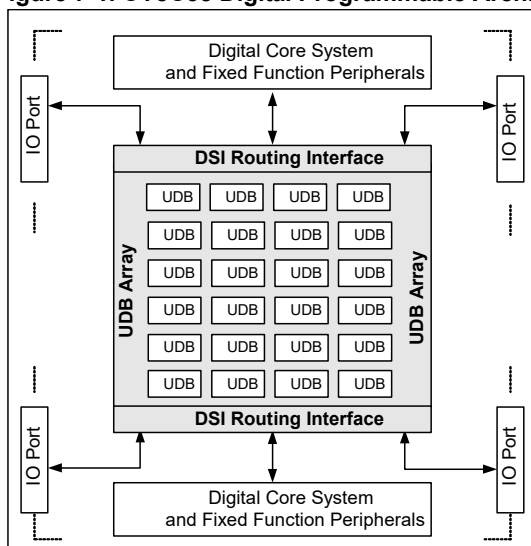 Digital Core System
and Fixed Function Peripherals
IO Port
IO Port
DSI Routing Interface
UDB UDB UDB UDB
UDB UDB UDB UDB
UDB UDB UDB UDB
UDB Array
UDB Array
UDB UDB UDB UDB
UDB UDB UDB UDB
UDB UDB UDB UDB
DSI Routing Interface
IO Port
IO Port
Digital Core System
and Fixed Function Peripherals